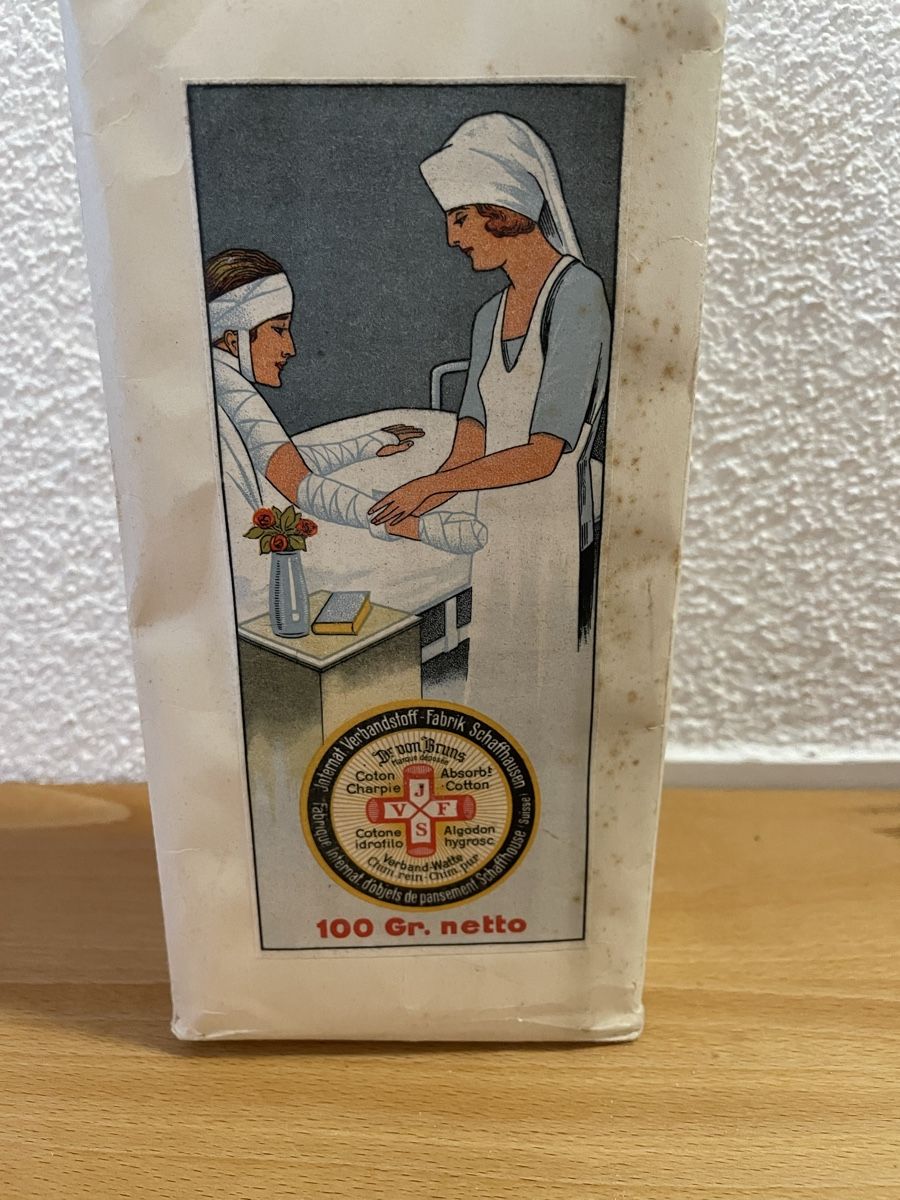 Internat. Verbandstoff-Fabrik Schaffhausen
Dr von Bruns
Marque déposée
Coton Charpie
Absorbt Cotton
J
V F
S
Cotone idrofilo
Algodon hygrosc
Verband-Watte
Chim. rein-Chim. pur
Fabrique Internat. d'objets de pansement Schaffhouse (Suisse)
100 Gr. netto